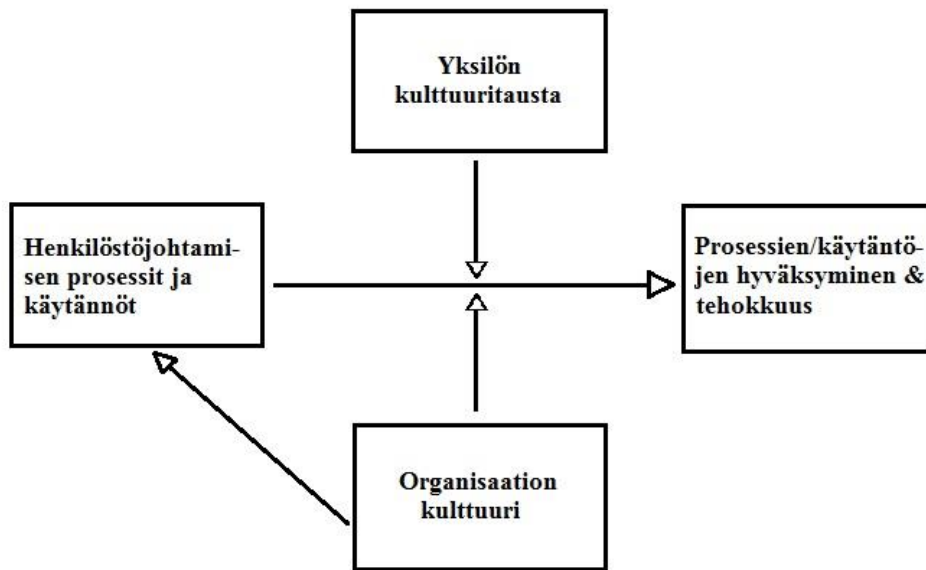 Yksilön
kulttuuritausta
Henkilöstöjohtami-
sen prosessit ja
käytännöt
Prosessien/käytäntö-
jen hyväksyminen &
tehokkuus
Organisaation
kulttuuri